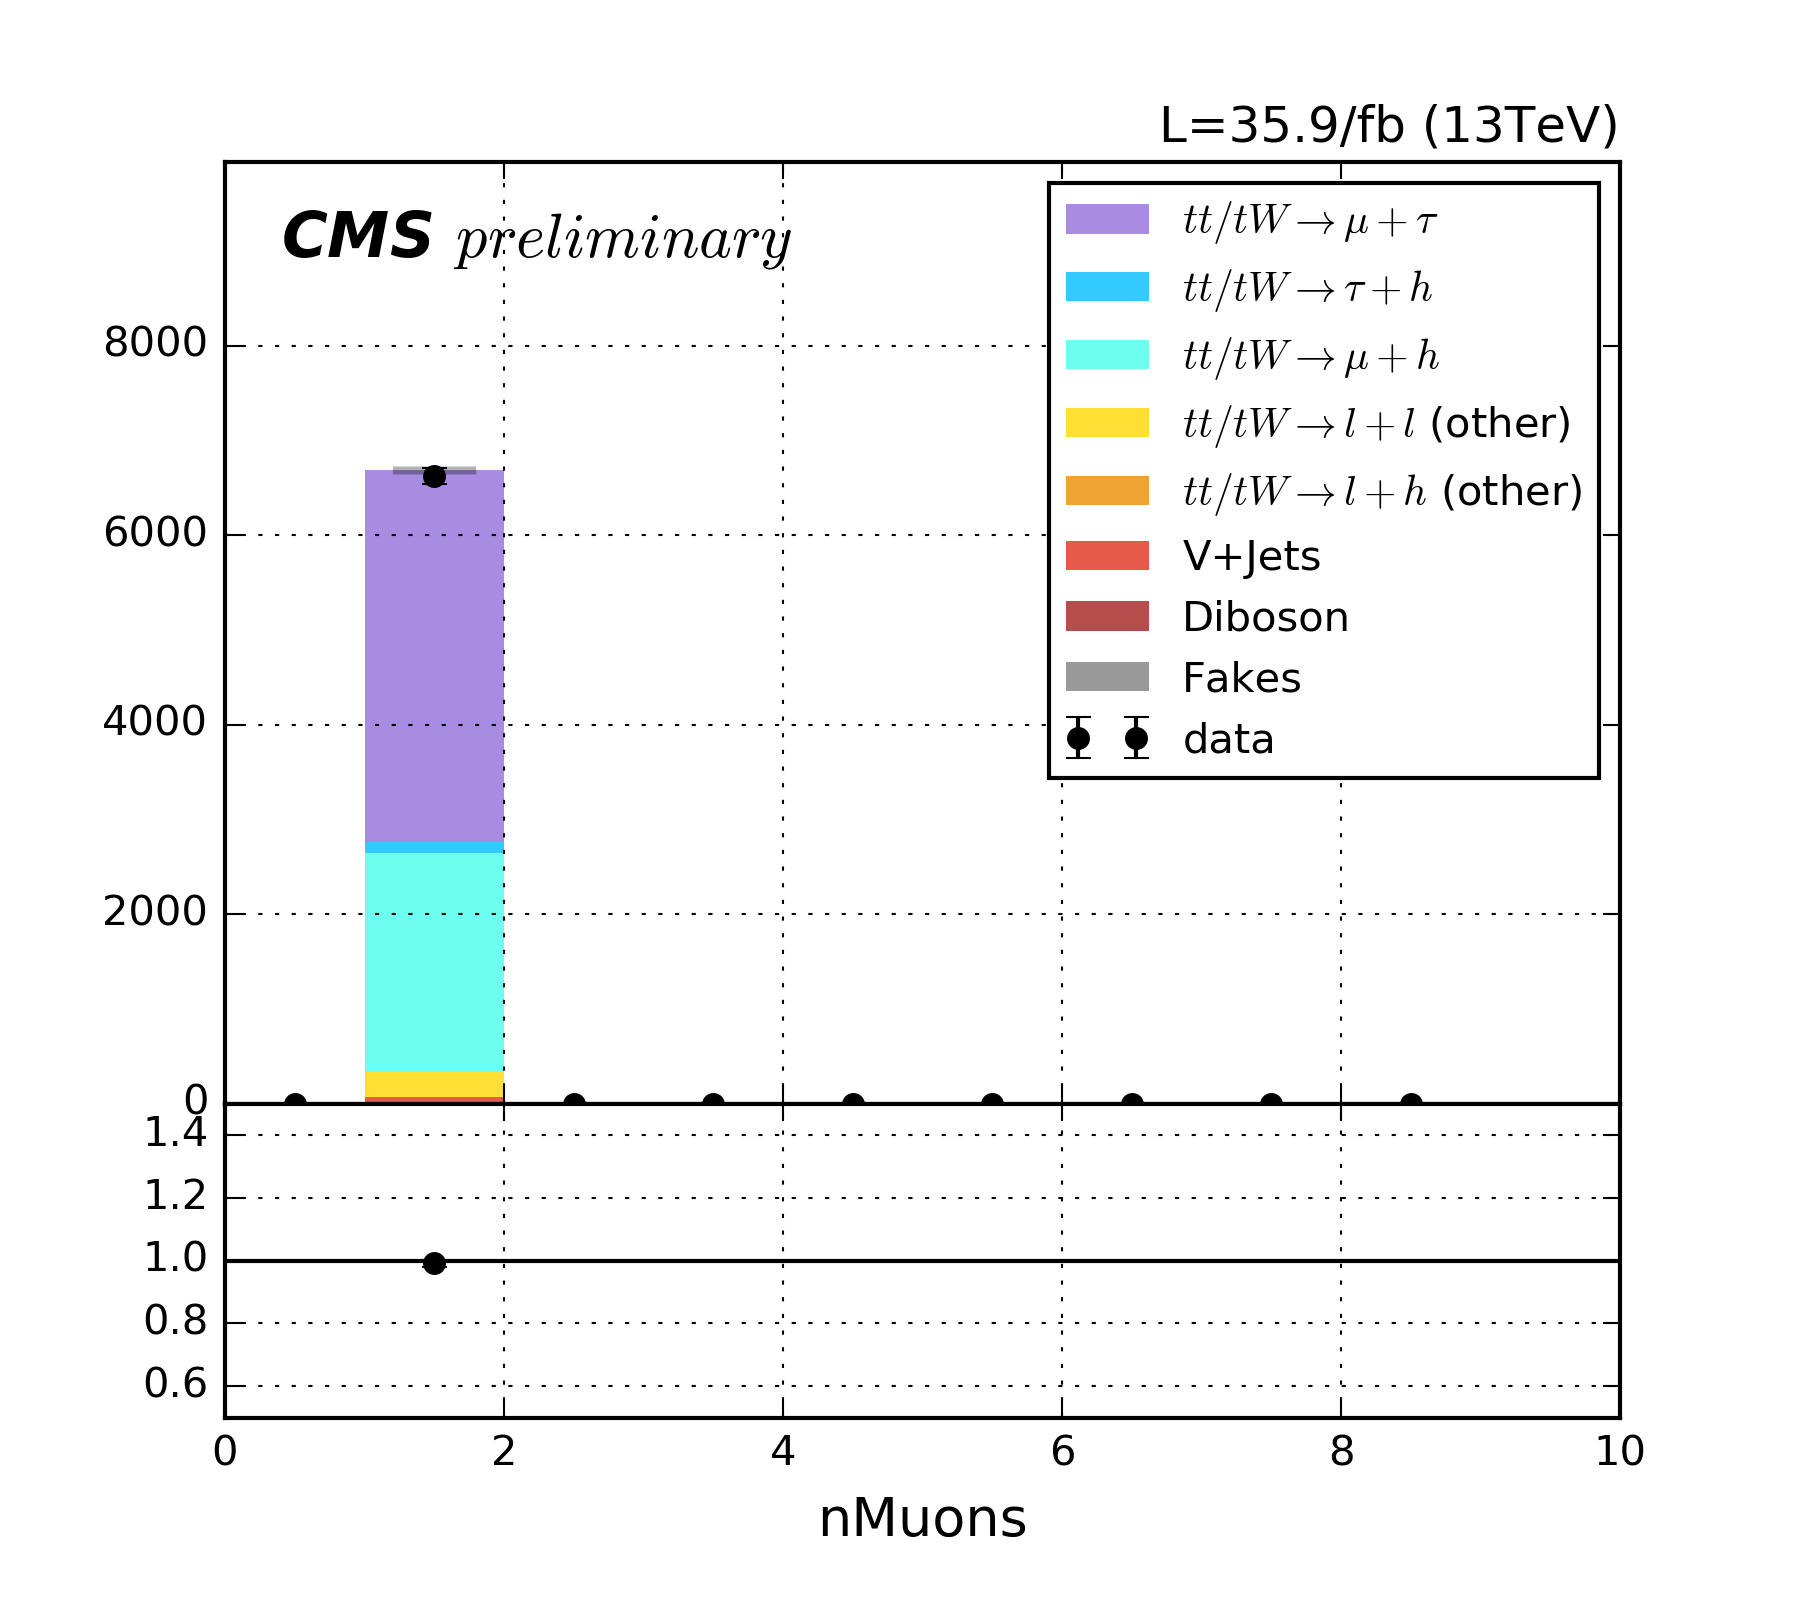 L=35.9/fb (13TeV)
CMS preliminary
tt/tW→μ+τ
tt/tW→τ+h
tt/tW→μ+h
tt/tW→l+l (other)
tt/tW→l+h (other)
V+Jets
Diboson
Fakes
data
8000
6000
4000
2000
0
1.4
1.2
1.0
0.8
0.6
0 2 4 6 8 10
nMuons